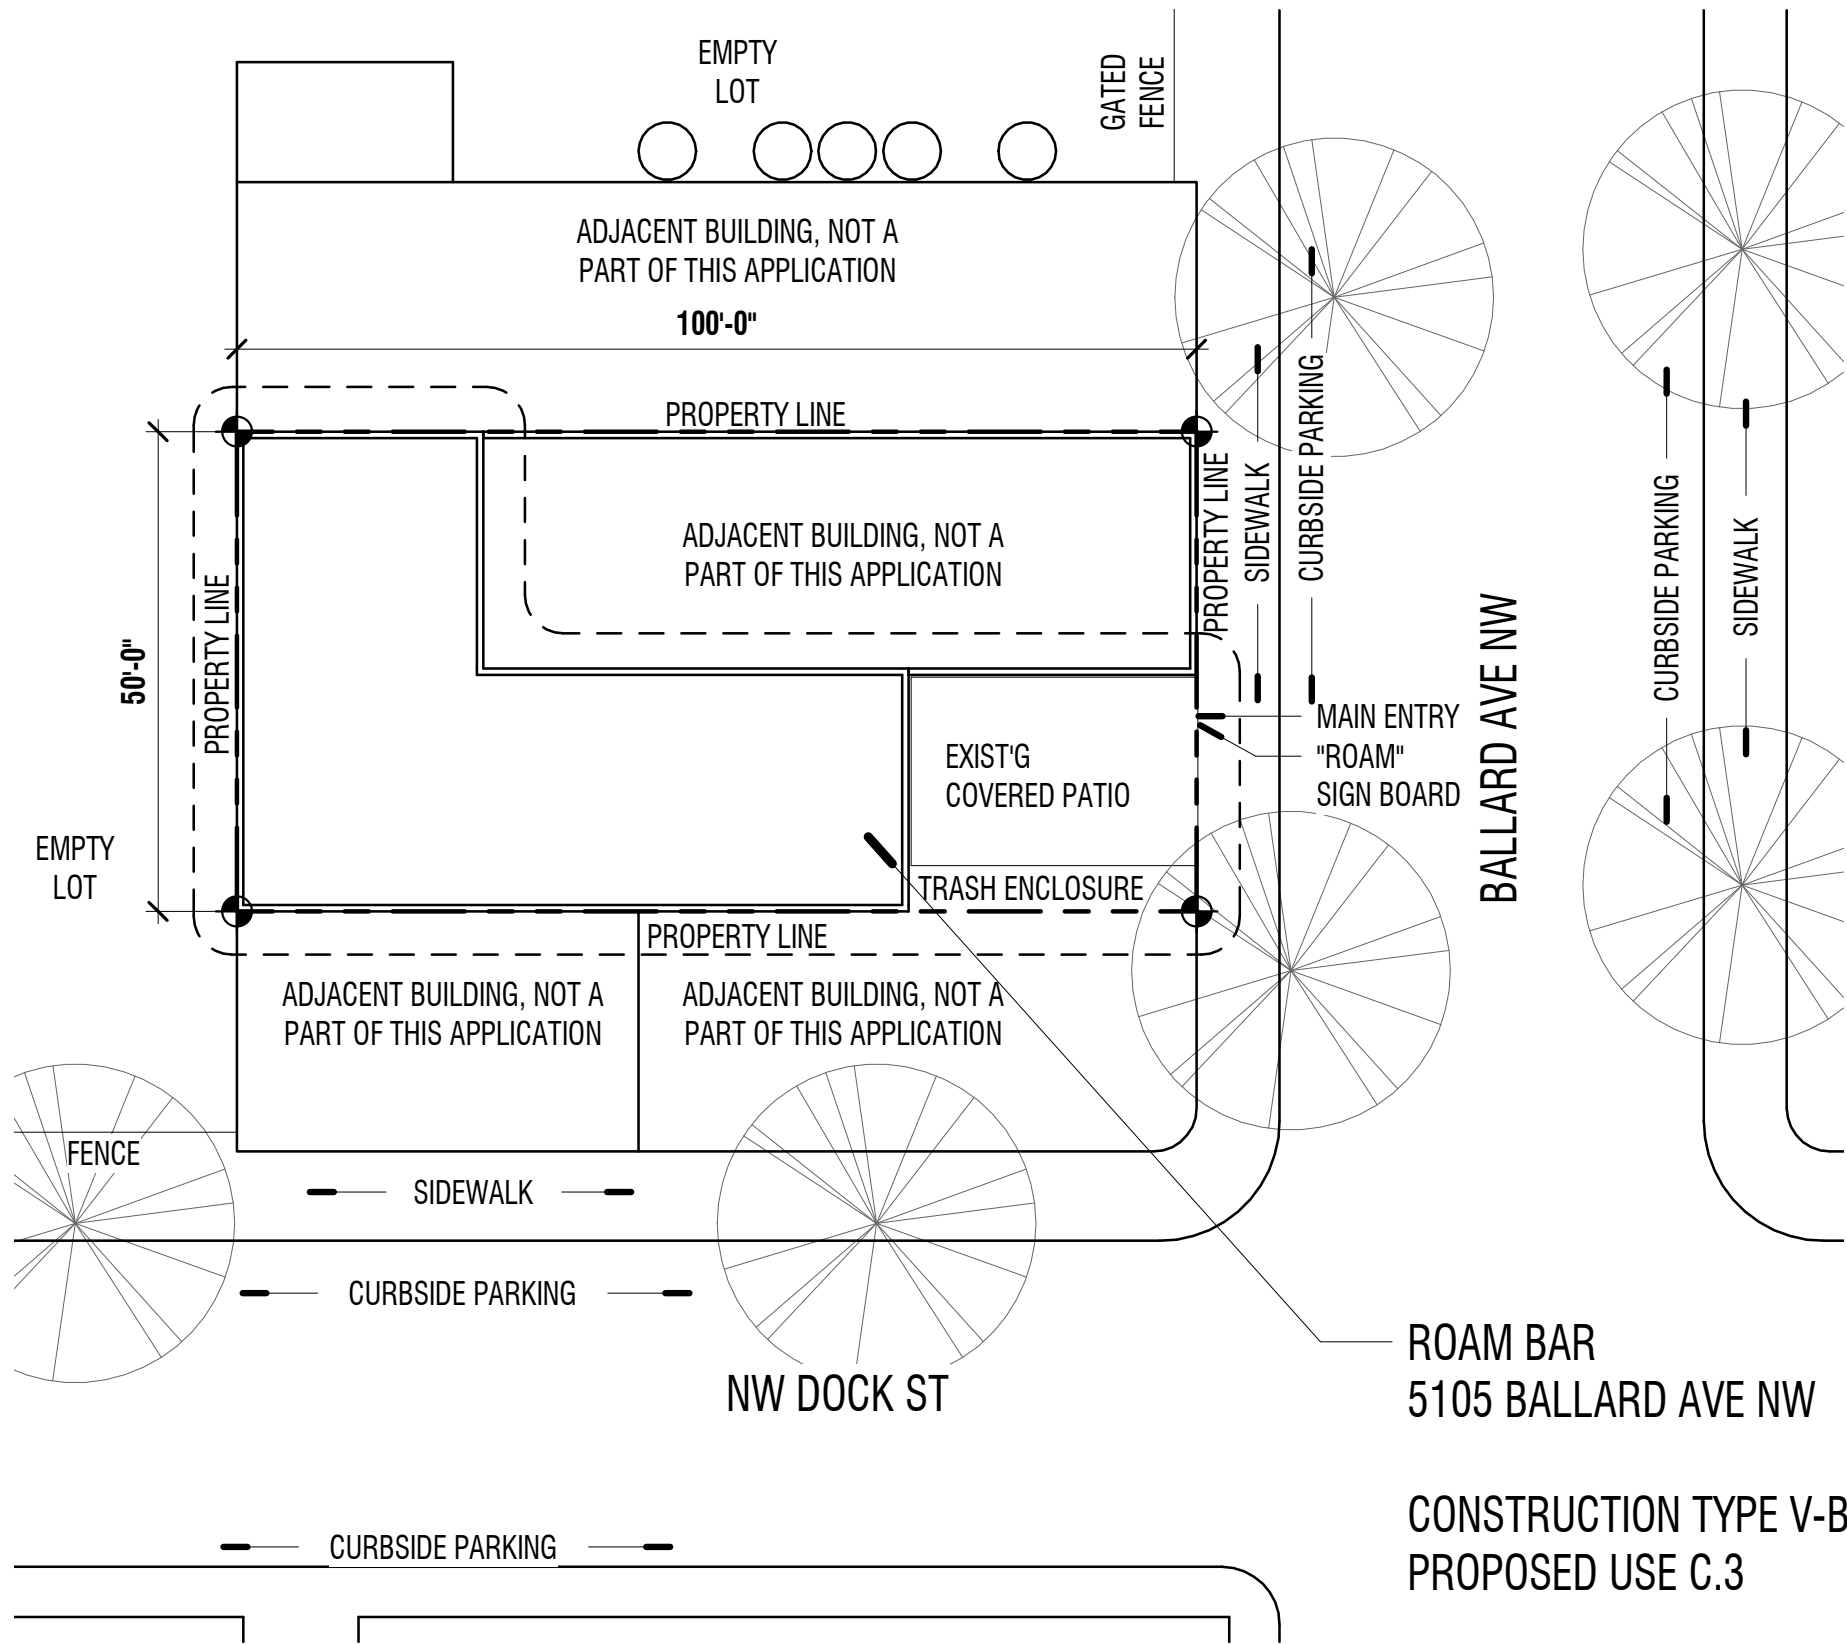 EMPTY
LOT
GATED
FENCE
ADJACENT BUILDING, NOT A
PART OF THIS APPLICATION
100'-0"
PROPERTY LINE
ADJACENT BUILDING, NOT A
PART OF THIS APPLICATION
PROPERTY LINE
SIDEWALK
CURBSIDE PARKING
BALLARD AVE NW
CURBSIDE PARKING
SIDEWALK
50'-0"
PROPERTY LINE
MAIN ENTRY
"ROAM"
SIGN BOARD
EXIST'G
COVERED PATIO
EMPTY
LOT
TRASH ENCLOSURE
PROPERTY LINE
ADJACENT BUILDING, NOT A
PART OF THIS APPLICATION
ADJACENT BUILDING, NOT A
PART OF THIS APPLICATION
FENCE
SIDEWALK
CURBSIDE PARKING
NW DOCK ST
ROAM BAR
5105 BALLARD AVE NW
CONSTRUCTION TYPE V-B
PROPOSED USE C.3
CURBSIDE PARKING